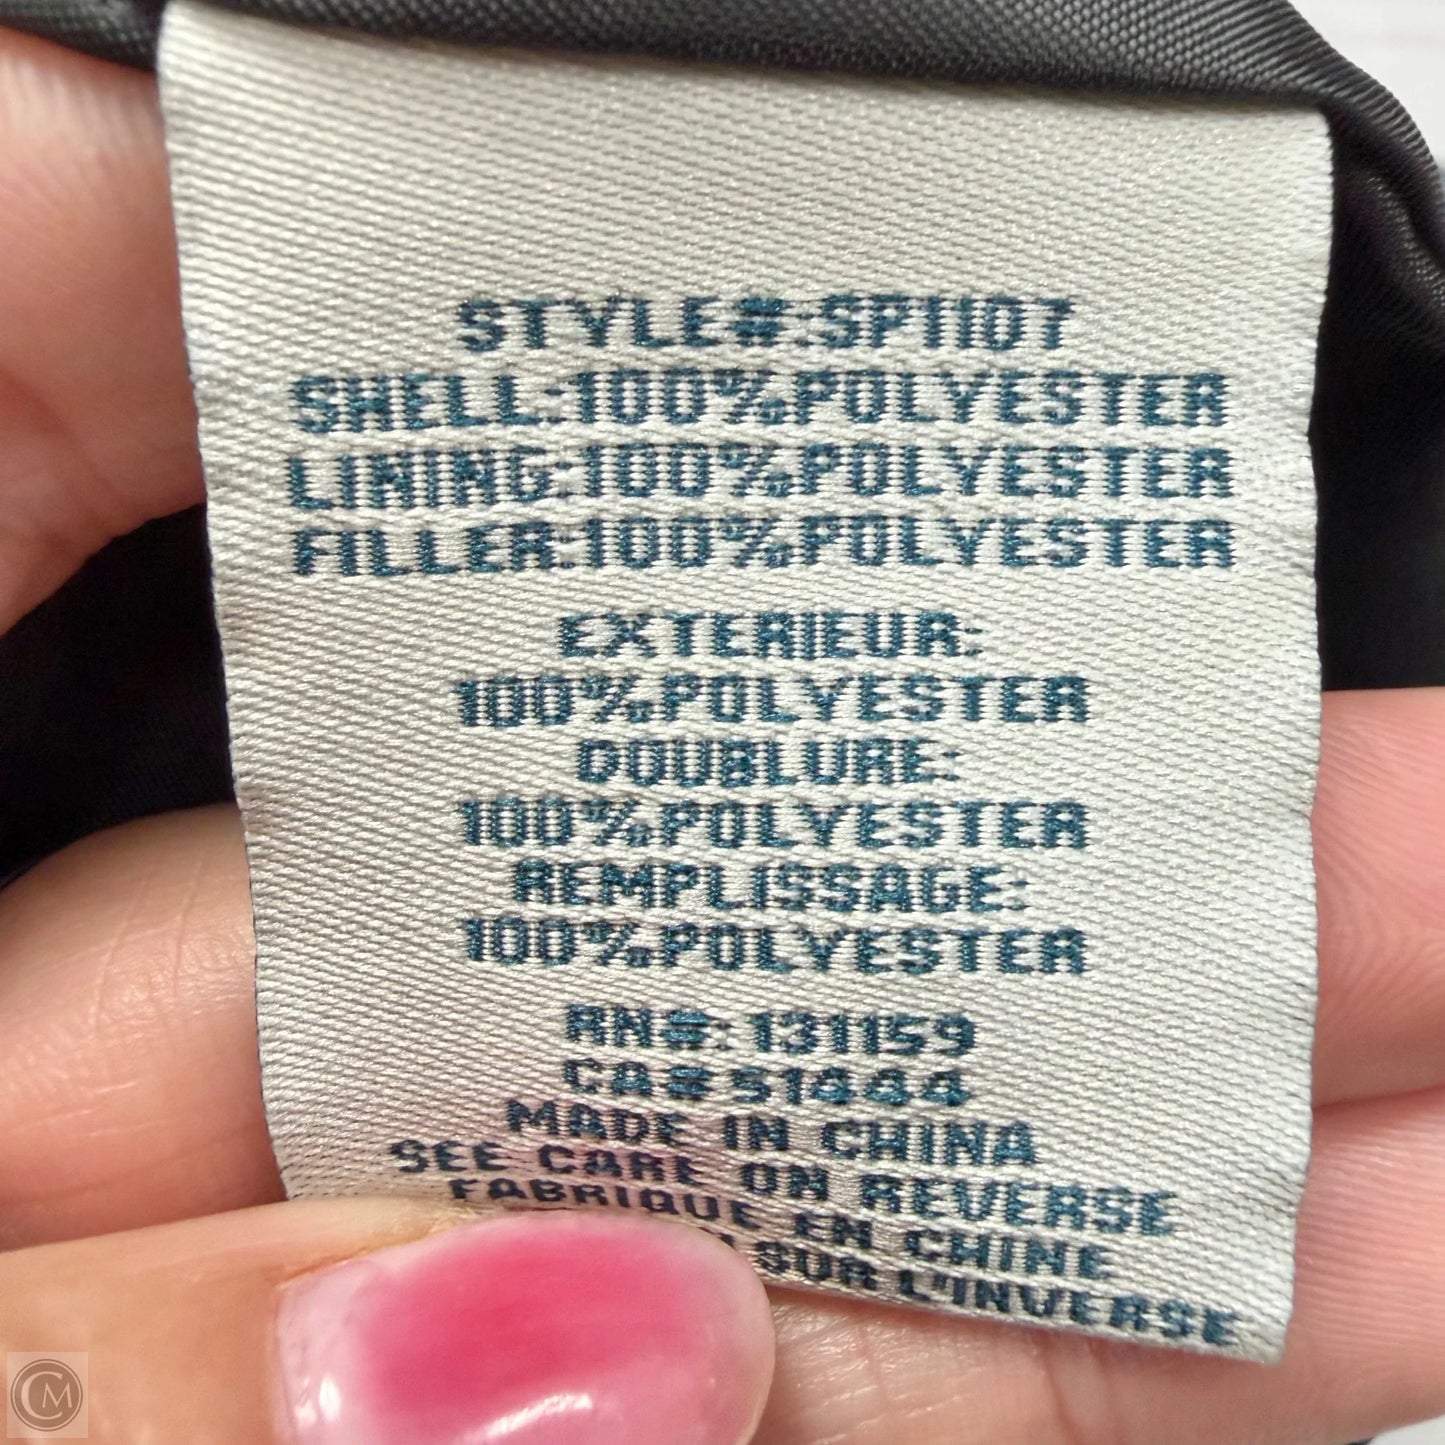 STYLE#:SP1107
SHELL:100%POLYESTER
LINING:100%POLYESTER
FILLER:100%POLYESTER
EXTERIEUR:
100%POLYESTER
DOUBLURE:
100%POLYESTER
REMPLISSAGE:
100%POLYESTER
RN#:131159
CA#51444
MADE IN CHINA
SEE CARE ON REVERSE
FABRIQUE EN CHINE
SUR L'INVERSE
CM